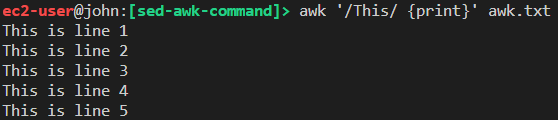 ec2-user@john:[sed-awk-command]> awk '/This/ {print}' awk.txt
This is line 1
This is line 2
This is line 3
This is line 4
This is line 5